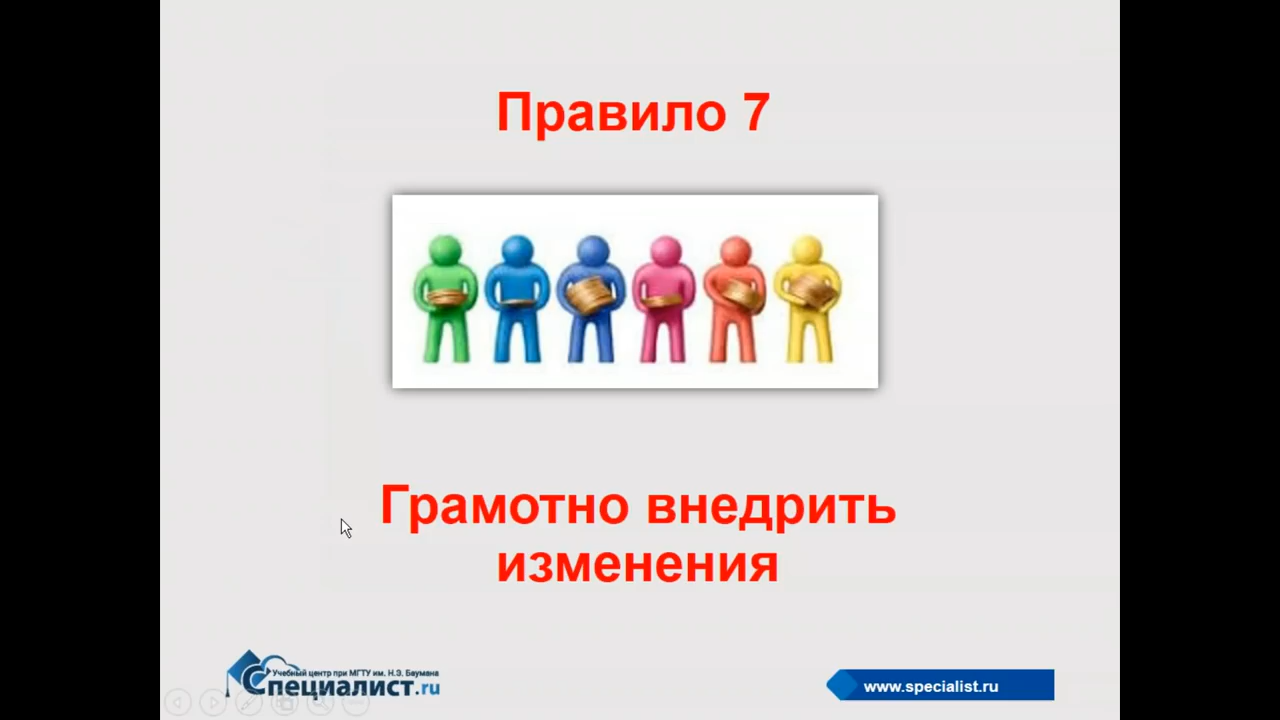 Правило 7
Грамотно внедрить
изменения
Учебный центр при МГТУ им. Н.Э. Баумана
Специалист.ru
www.specialist.ru